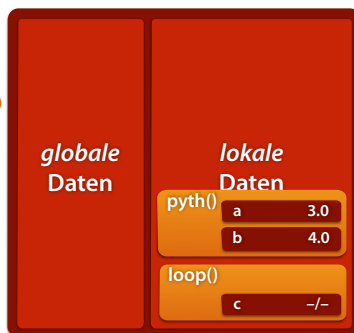 globale
Daten
lokale
Daten
pyth()
a 3.0
b 4.0
loop()
c –/–